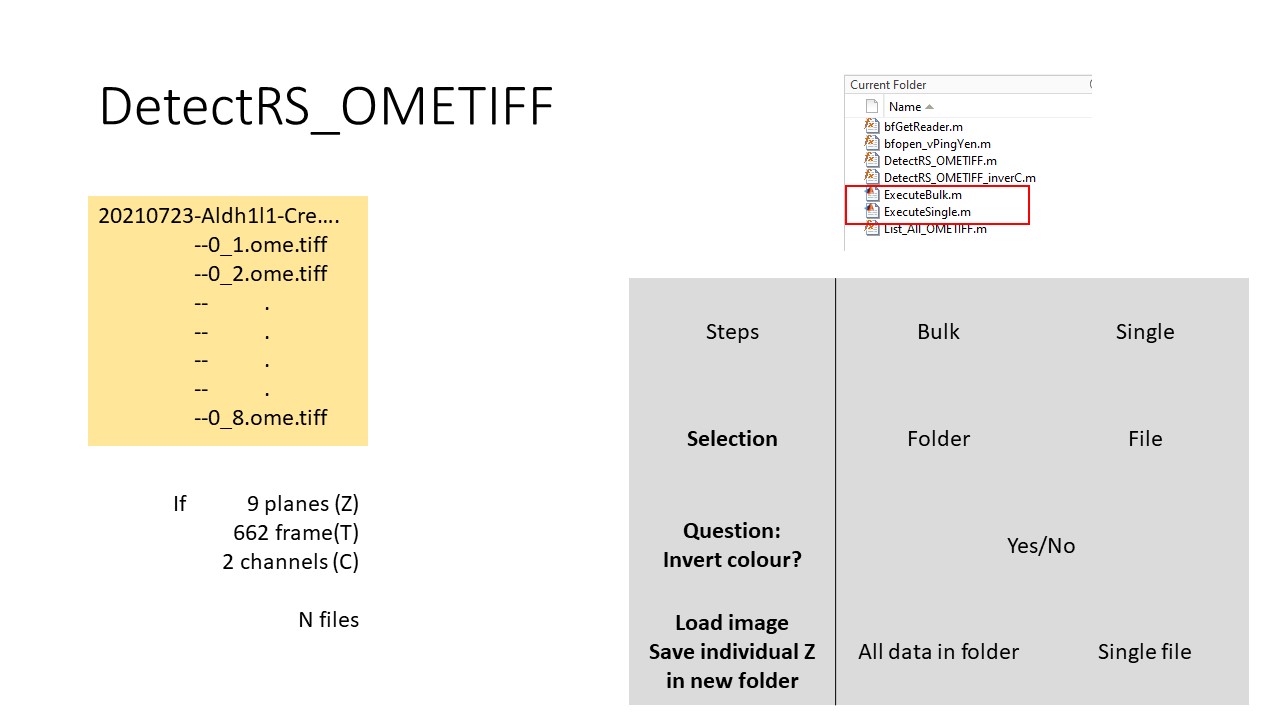 DetectRS_OMETIFF
Current Folder
Name
bfGetReader.m
bfopen_vPingYen.m
DetectRS_OMETIFF.m
DetectRS_OMETIFF_inverC.m
ExecuteBulk.m
ExecuteSingle.m
List_All_OMETIFF.m
20210723-Aldh1l1-Cre....
--0_1.ome.tiff
--0_2.ome.tiff
-- .
-- .
-- .
-- .
--0_8.ome.tiff
If 9 planes (Z)
662 frame(T)
2 channels (C)
N files
Steps Bulk Single
Selection Folder File
Question:
Invert colour?
Yes/No
Load image
Save individual Z
in new folder
All data in folder Single file